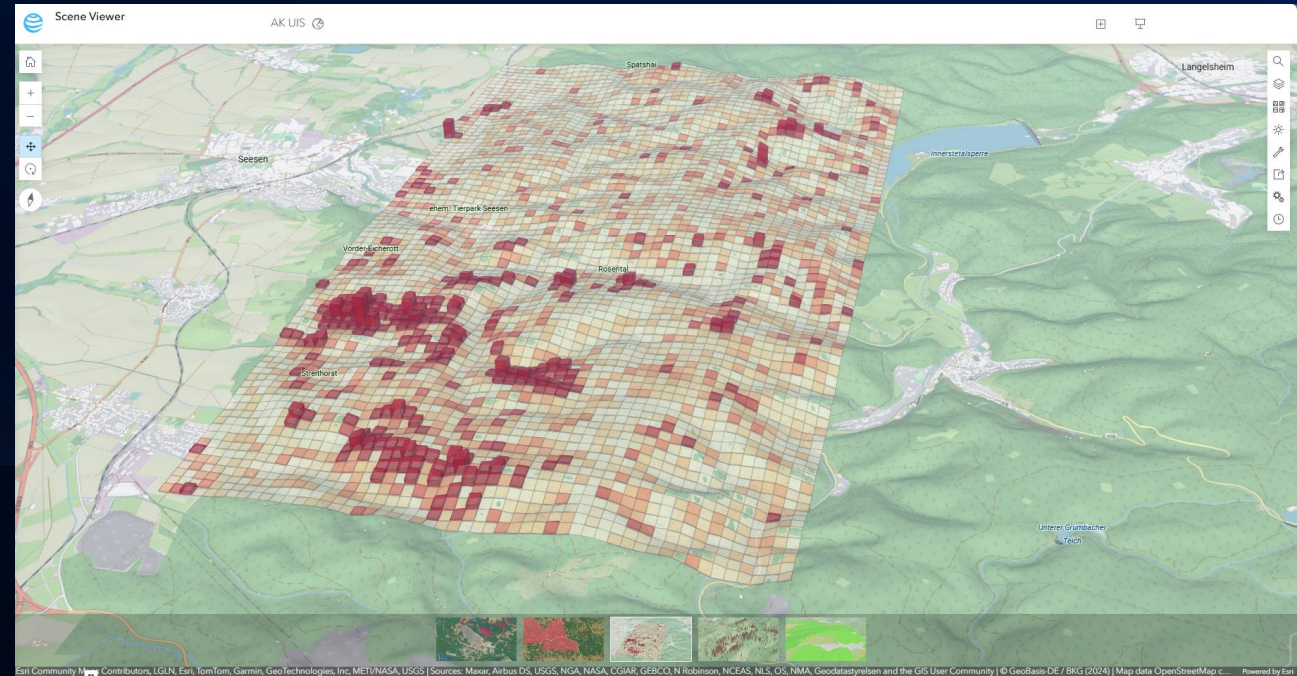 Scene Viewer
AK UIS
Langelsheim
Spätshai
Innerstetalsperre
Seesen
ehem. Tierpark Seesen
Vorder-Eicherott
Rosental
Streithorst
Unterer Grumbacher
Teich
Esri Community M Contributors, LGLN, Esri, TomTom, Garmin, GeoTechnologies, Inc, METI/NASA, USGS | Sources: Maxar, Airbus DS, USGS, NGA, NASA, CGIAR, GEBCO, N Robinson, NCEAS, NLS, OS, NMA, Geodatastyrelsen and the GIS User Community | © GeoBasis-DE / BKG (2024) | Map data OpenStreetMap c... Powered by Esri